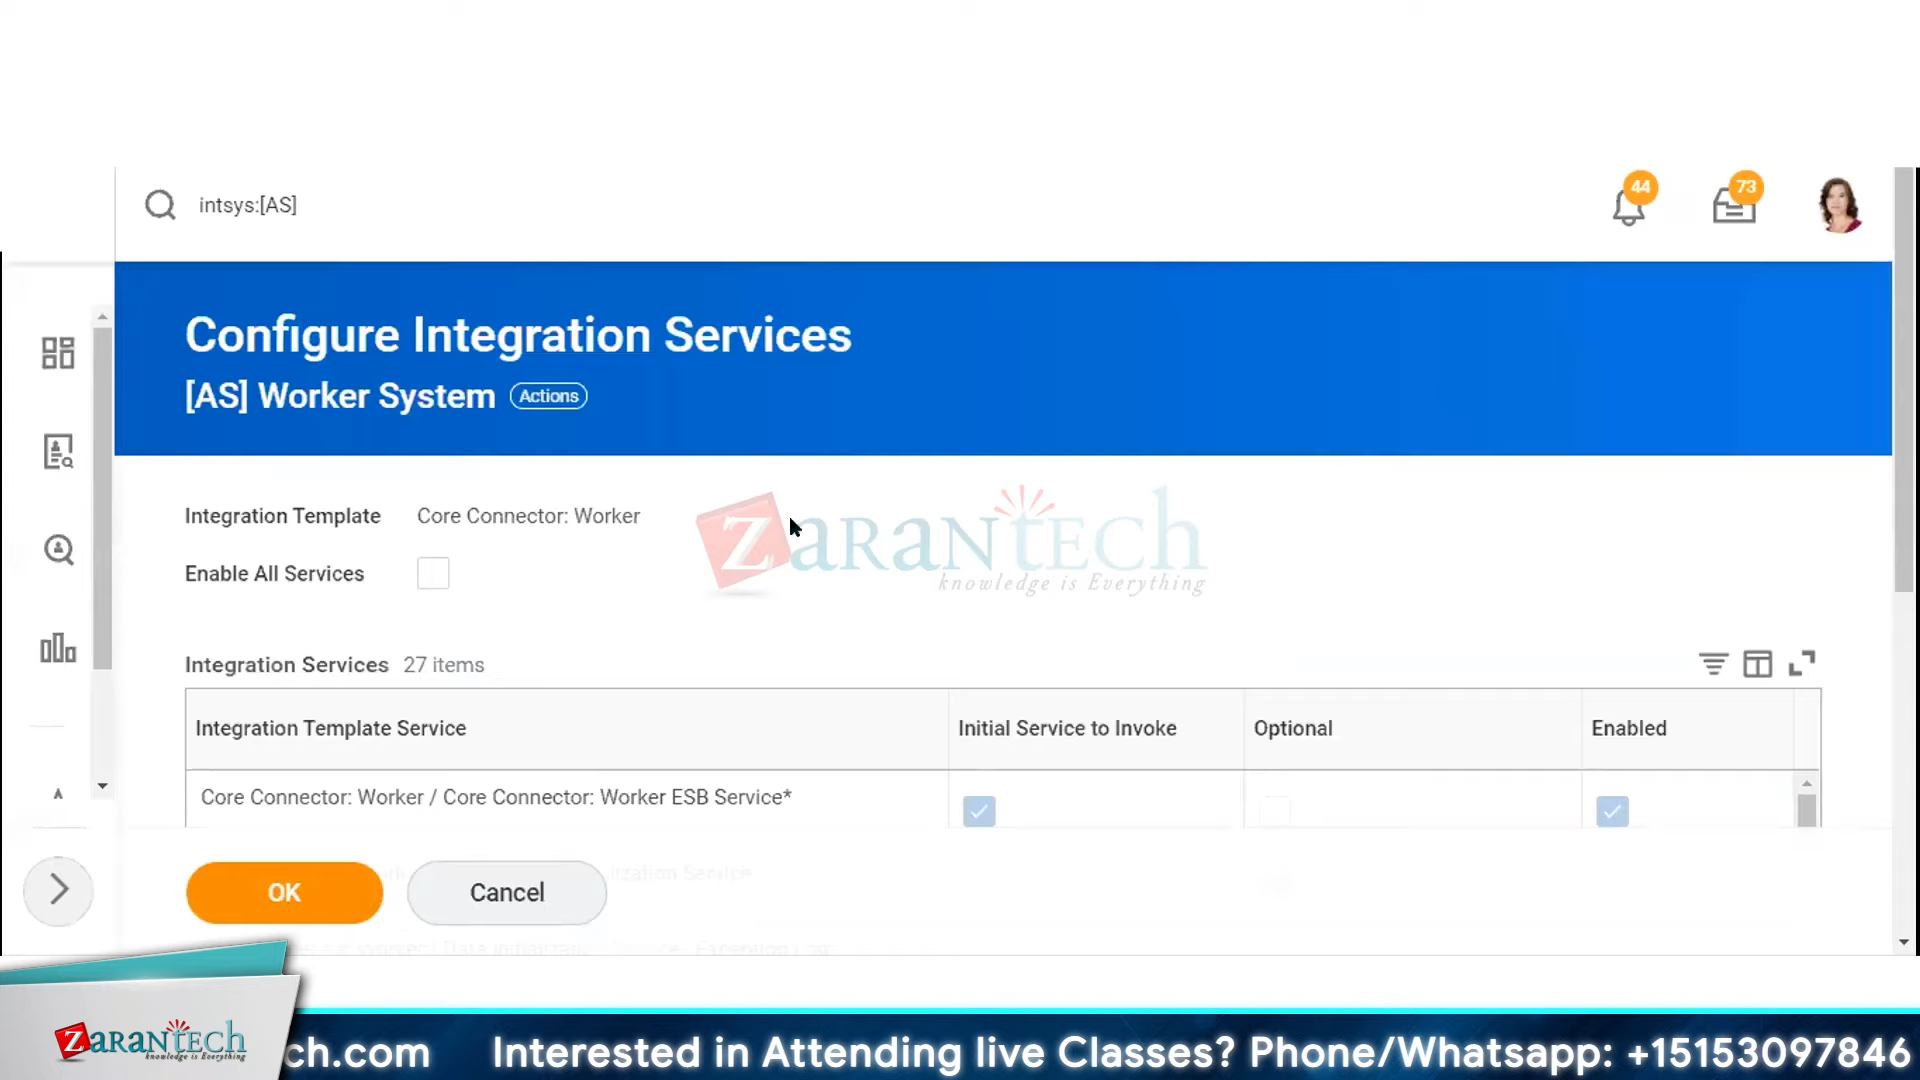 intsys:[AS]
44
73
Configure Integration Services
[AS] Worker System Actions
Integration Template Core Connector: Worker
Enable All Services
ZARANTECH
knowledge is Everything
Integration Services 27 items
Integration Template Service Initial Service to Invoke Optional Enabled
Core Connector: Worker / Core Connector: Worker ESB Service*
OK Cancel
ZARANTECH
knowledge is Everything
ch.com Interested in Attending live Classes? Phone/Whatsapp: +15153097846